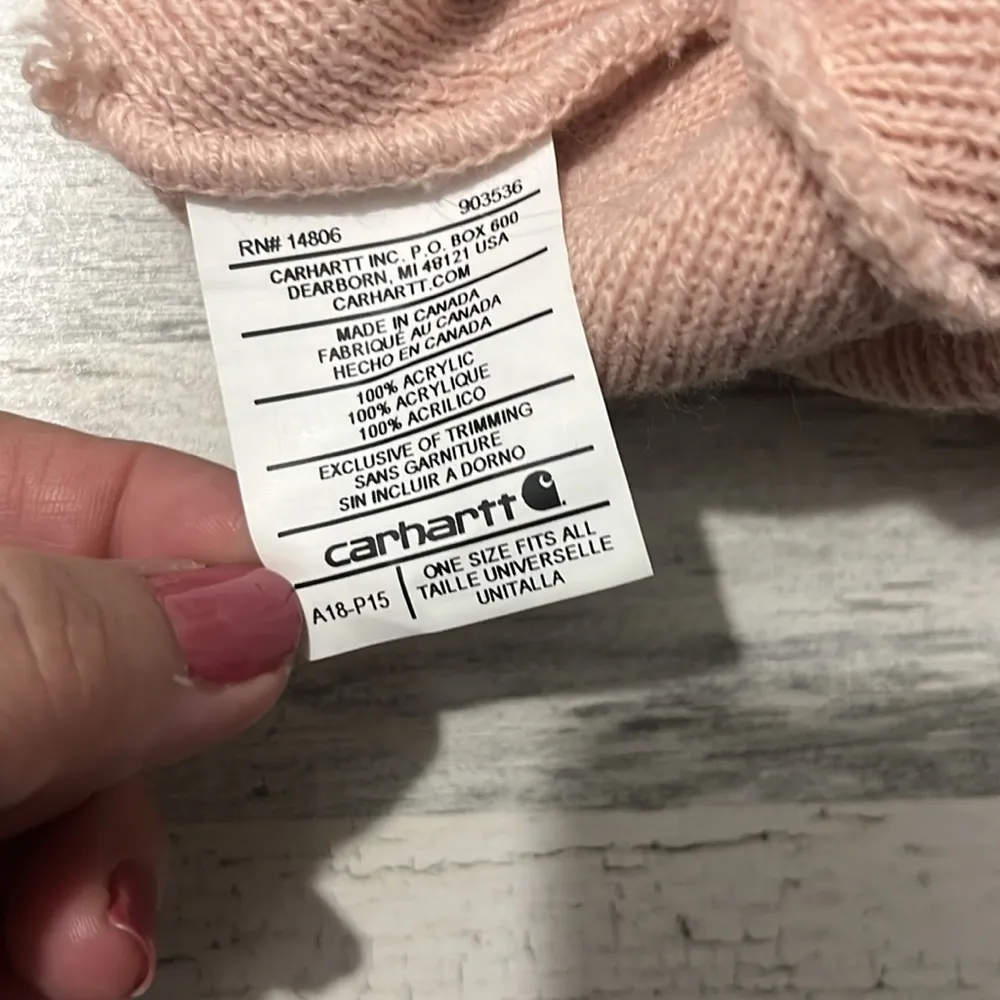 903536
RN# 14806
CARHARTT INC. P.O. BOX 600
DEARBORN, MI 48121 USA
CARHARTT.COM
MADE IN CANADA
FABRIQUÉ AU CANADA
HECHO EN CANADA
100% ACRYLIC
100% ACRYLIQUE
100% ACRILICO
EXCLUSIVE OF TRIMMING
SANS GARNITURE
SIN INCLUIR A DORNO
carhartt
A18-P15
ONE SIZE FITS ALL
TAILLE UNIVERSELLE
UNITALLA